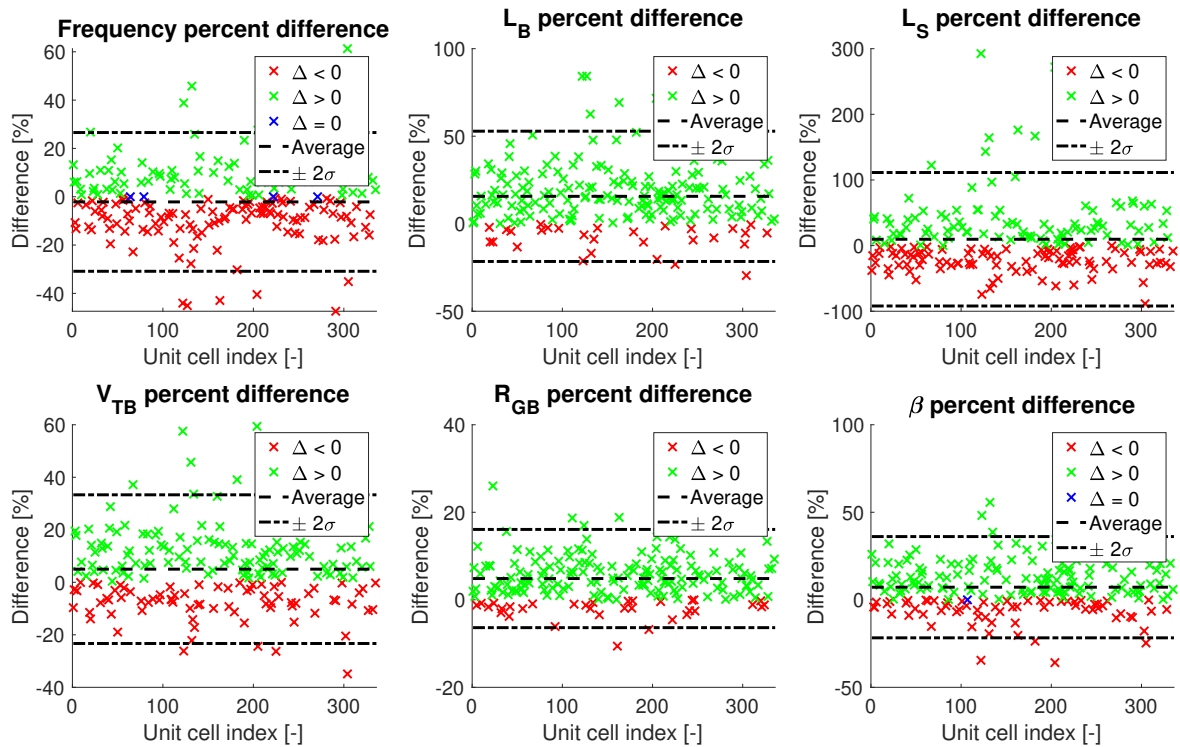 Frequency percent difference
60
40
20
0
-20
-40
Difference [%]
0
100
200
300
Unit cell index [-]
Δ < 0
Δ > 0
Δ = 0
Average
± 2σ
L_B percent difference
100
50
0
-50
Difference [%]
0
100
200
300
Unit cell index [-]
Δ < 0
Δ > 0
Average
± 2σ
L_S percent difference
300
200
100
0
-100
Difference [%]
0
100
200
300
Unit cell index [-]
Δ < 0
Δ > 0
Average
± 2σ
V_TB percent difference
60
40
20
0
-20
-40
Difference [%]
0
100
200
300
Unit cell index [-]
Δ < 0
Δ > 0
Average
± 2σ
R_GB percent difference
40
20
0
-20
Difference [%]
0
100
200
300
Unit cell index [-]
Δ < 0
Δ > 0
Average
± 2σ
β percent difference
100
50
0
-50
Difference [%]
0
100
200
300
Unit cell index [-]
Δ < 0
Δ > 0
Δ = 0
Average
± 2σ